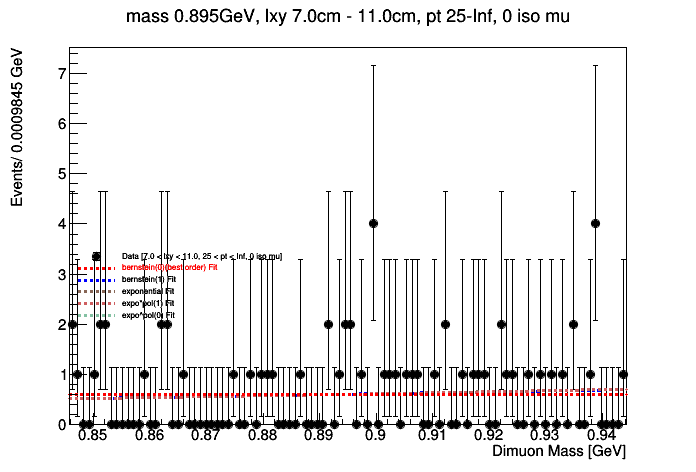 mass 0.895GeV, lxy 7.0cm - 11.0cm, pt 25-Inf, 0 iso mu
Events/ 0.0009845 GeV
7
6
5
4
3
2
1
0
Data [7.0 < lxy < 11.0, 25 < pt < Inf, 0 iso mu]
bernstein(0)(best order) Fit
bernstein(1) Fit
exponential Fit
expo*pol(1) Fit
expo*pol(0) Fit
0.85 0.86 0.87 0.88 0.89 0.9 0.91 0.92 0.93 0.94
Dimuon Mass [GeV]